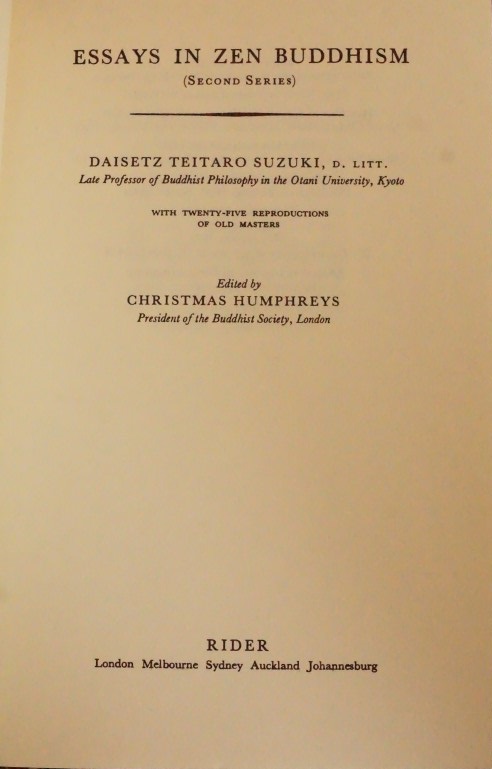 ESSAYS IN ZEN BUDDHISM
(SECOND SERIES)
DAISETZ TEITARO SUZUKI, D. LITT.
Late Professor of Buddhist Philosophy in the Otani University, Kyoto
WITH TWENTY-FIVE REPRODUCTIONS
OF OLD MASTERS
Edited by
CHRISTMAS HUMPHREYS
President of the Buddhist Society, London
RIDER
London Melbourne Sydney Auckland Johannesburg